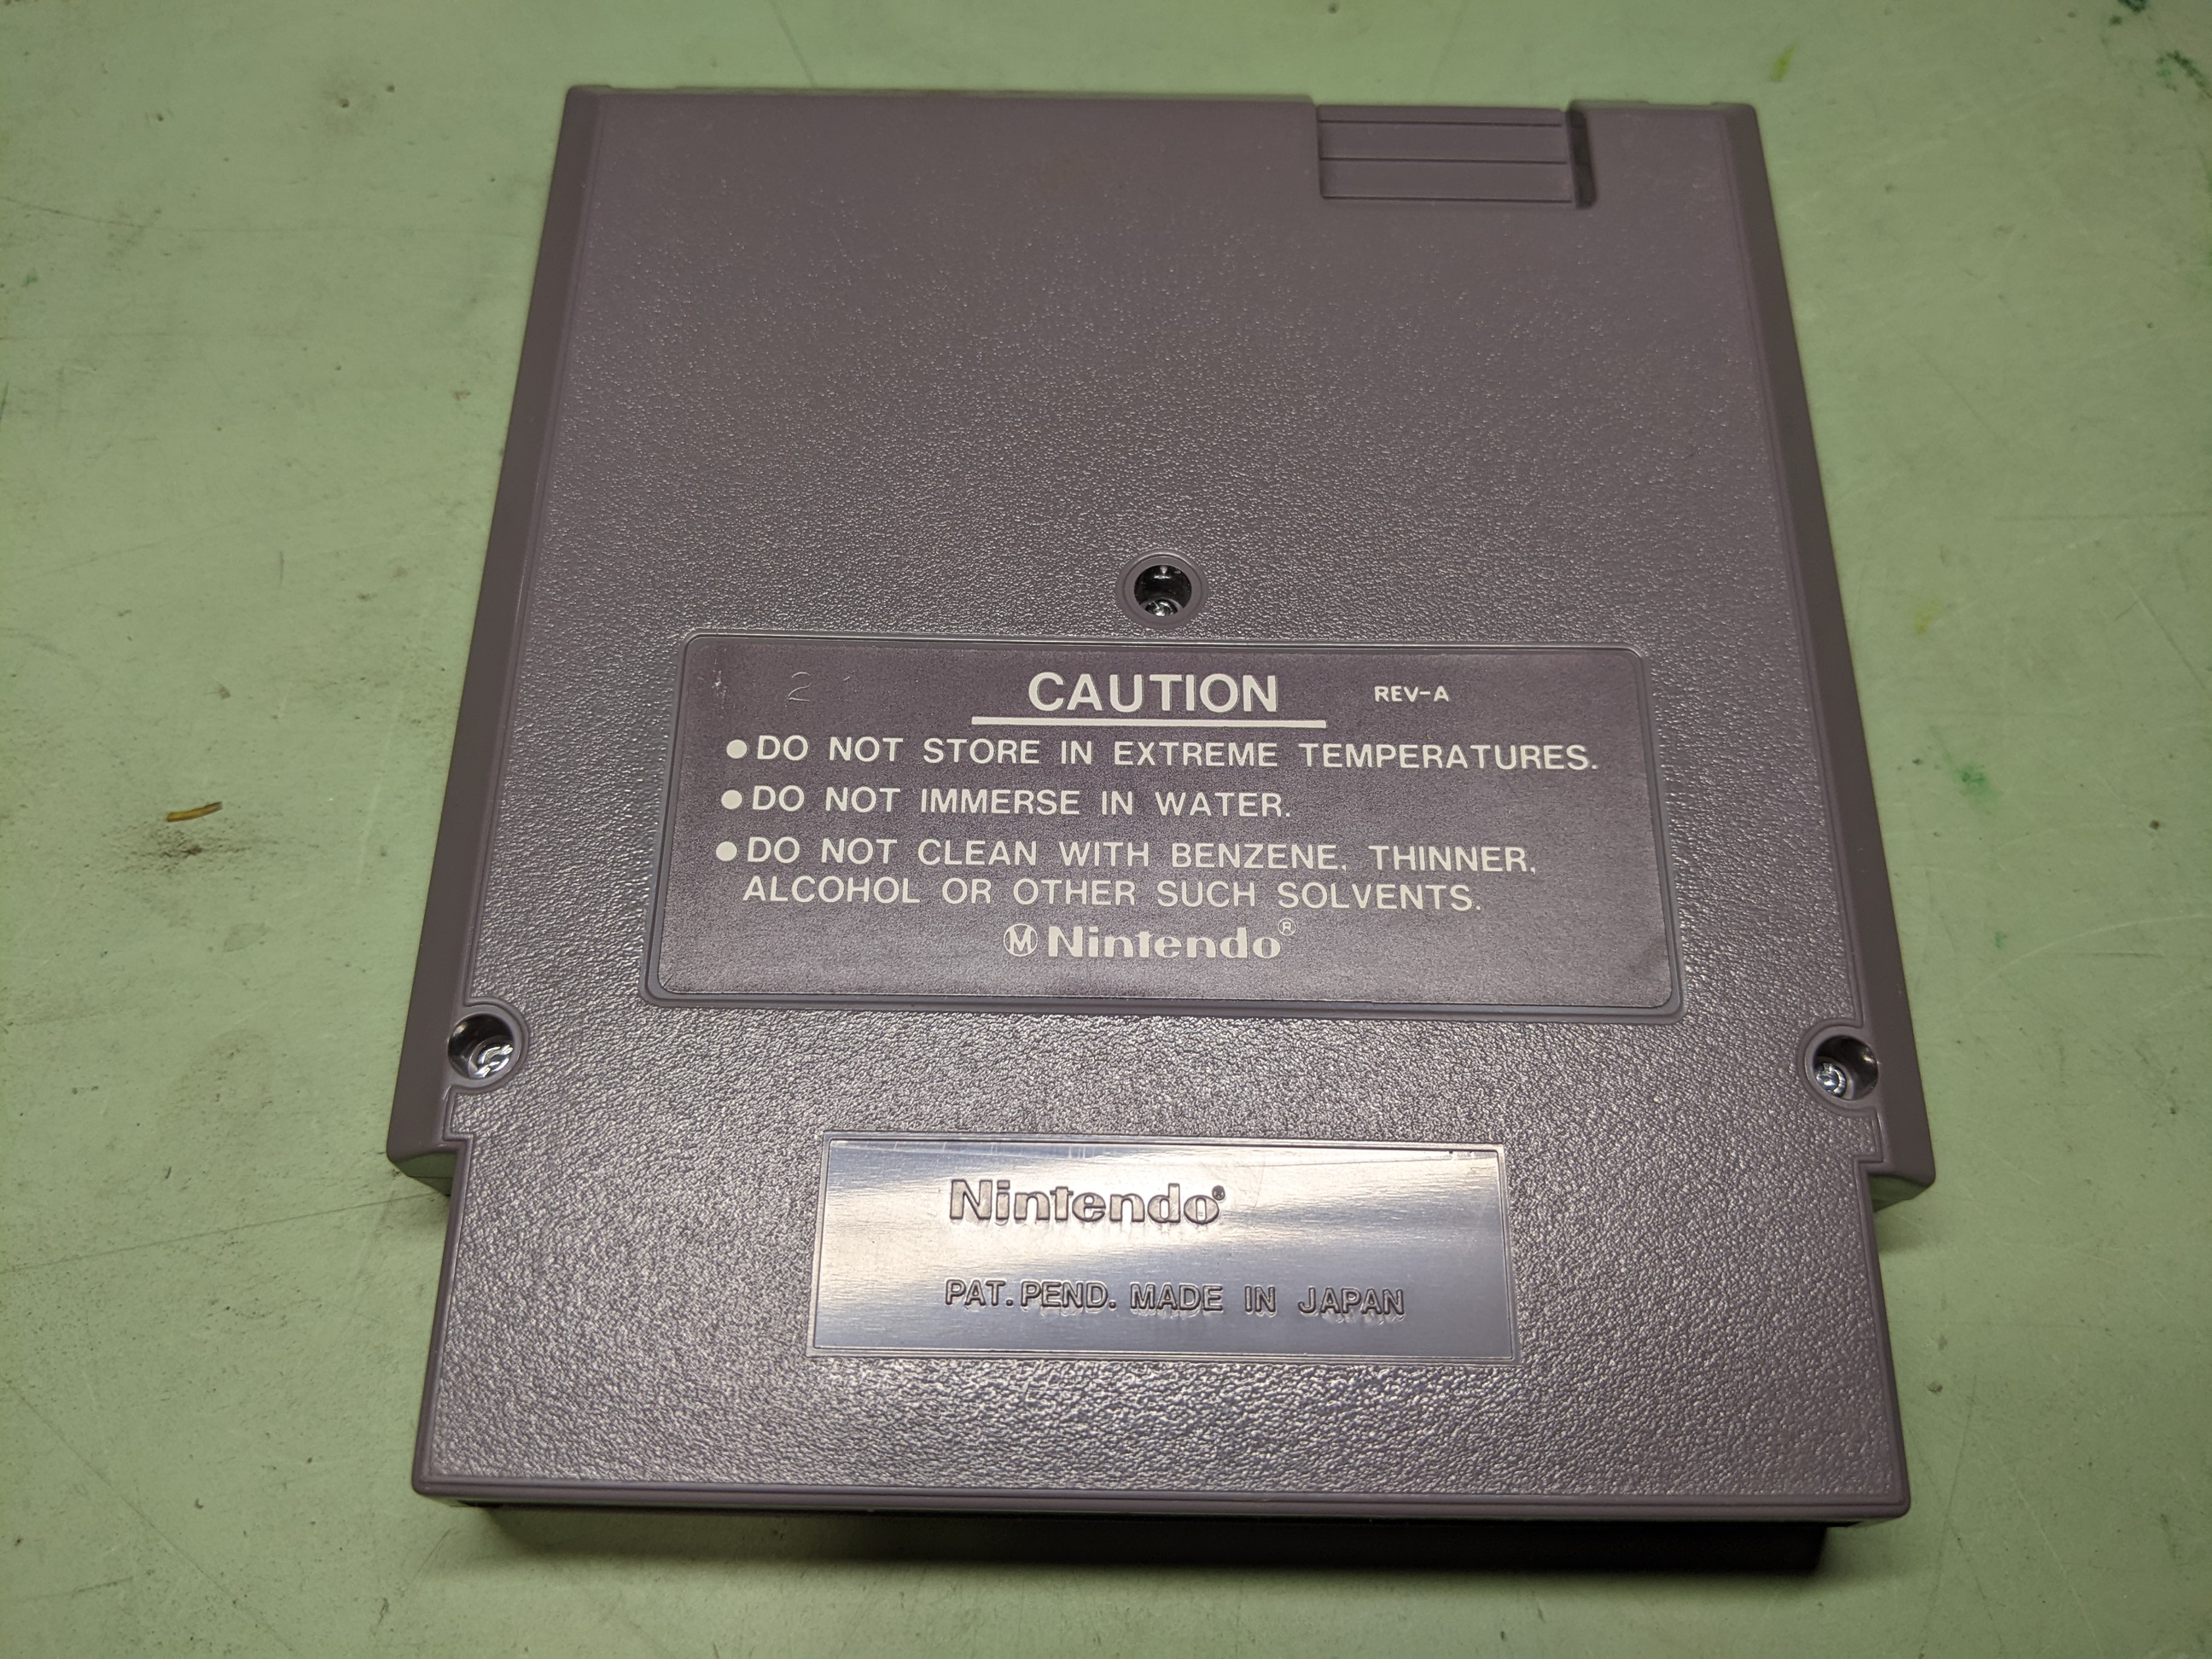 2
CAUTION REV-A
●DO NOT STORE IN EXTREME TEMPERATURES.
●DO NOT IMMERSE IN WATER.
●DO NOT CLEAN WITH BENZENE, THINNER,
ALCOHOL OR OTHER SUCH SOLVENTS.
Ⓜ Nintendo®
Nintendo®
PAT. PEND. MADE IN JAPAN